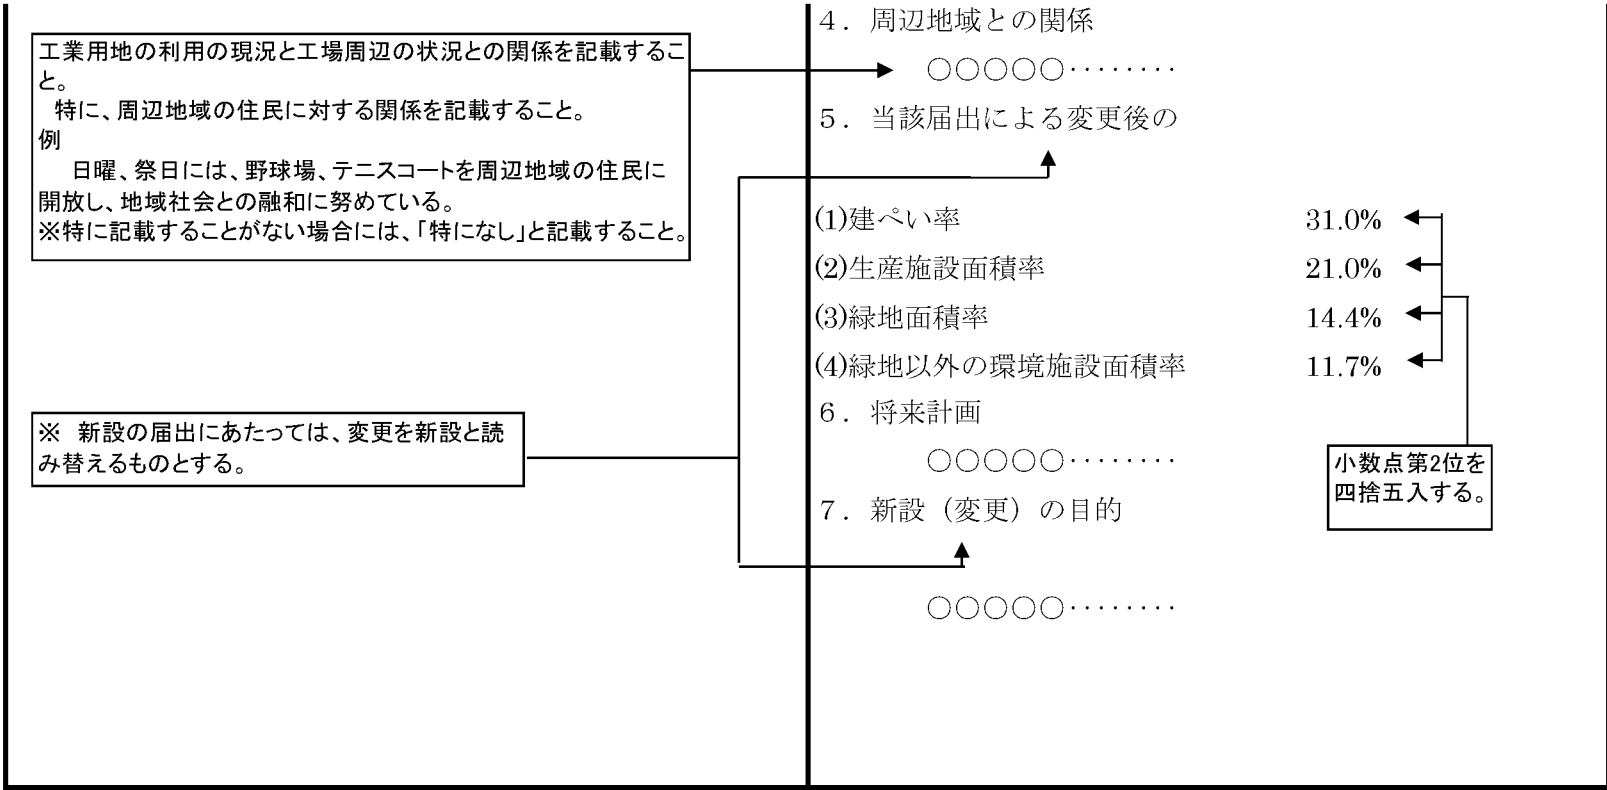 工業用地の利用の現況と工場周辺の状況との関係を記載するこ
と。
特に、周辺地域の住民に対する関係を記載すること。
例
日曜、祭日には、野球場、テニスコートを周辺地域の住民に
開放し、地域社会との融和に努めている。
※特に記載することがない場合には、「特になし」と記載すること。
※　新設の届出にあたっては、変更を新設と読
み替えるものとする。
４．周辺地域との関係
○○○○○‥‥‥‥
５．当該届出による変更後の
(1)建ぺい率　31.0%
(2)生産施設面積率　21.0%
(3)緑地面積率　14.4%
(4)緑地以外の環境施設面積率　11.7%
６．将来計画
○○○○○‥‥‥‥
７．新設（変更）の目的
○○○○○‥‥‥‥
小数点第2位を
四捨五入する。